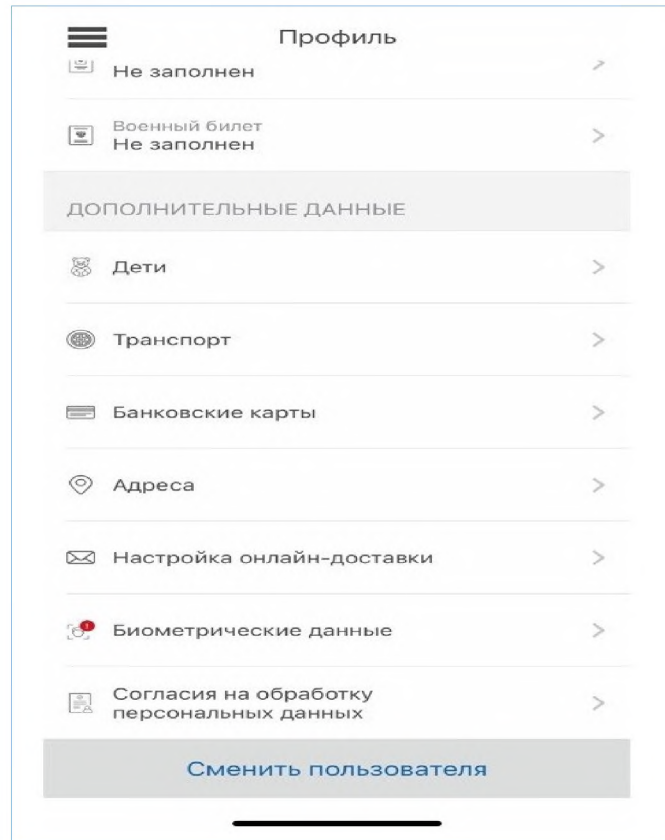 Профиль
Не заполнен
Военный билет
Не заполнен
ДОПОЛНИТЕЛЬНЫЕ ДАННЫЕ
Дети
Транспорт
Банковские карты
Адреса
Настройка онлайн-доставки
1
Биометрические данные
Согласия на обработку
персональных данных
Сменить пользователя